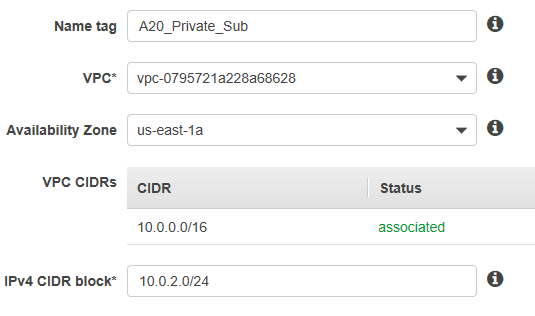 Name tag A20_Private_Sub
VPC* vpc-0795721a228a68628
Availability Zone us-east-1a
VPC CIDRs CIDR Status
10.0.0.0/16 associated
IPv4 CIDR block* 10.0.2.0/24